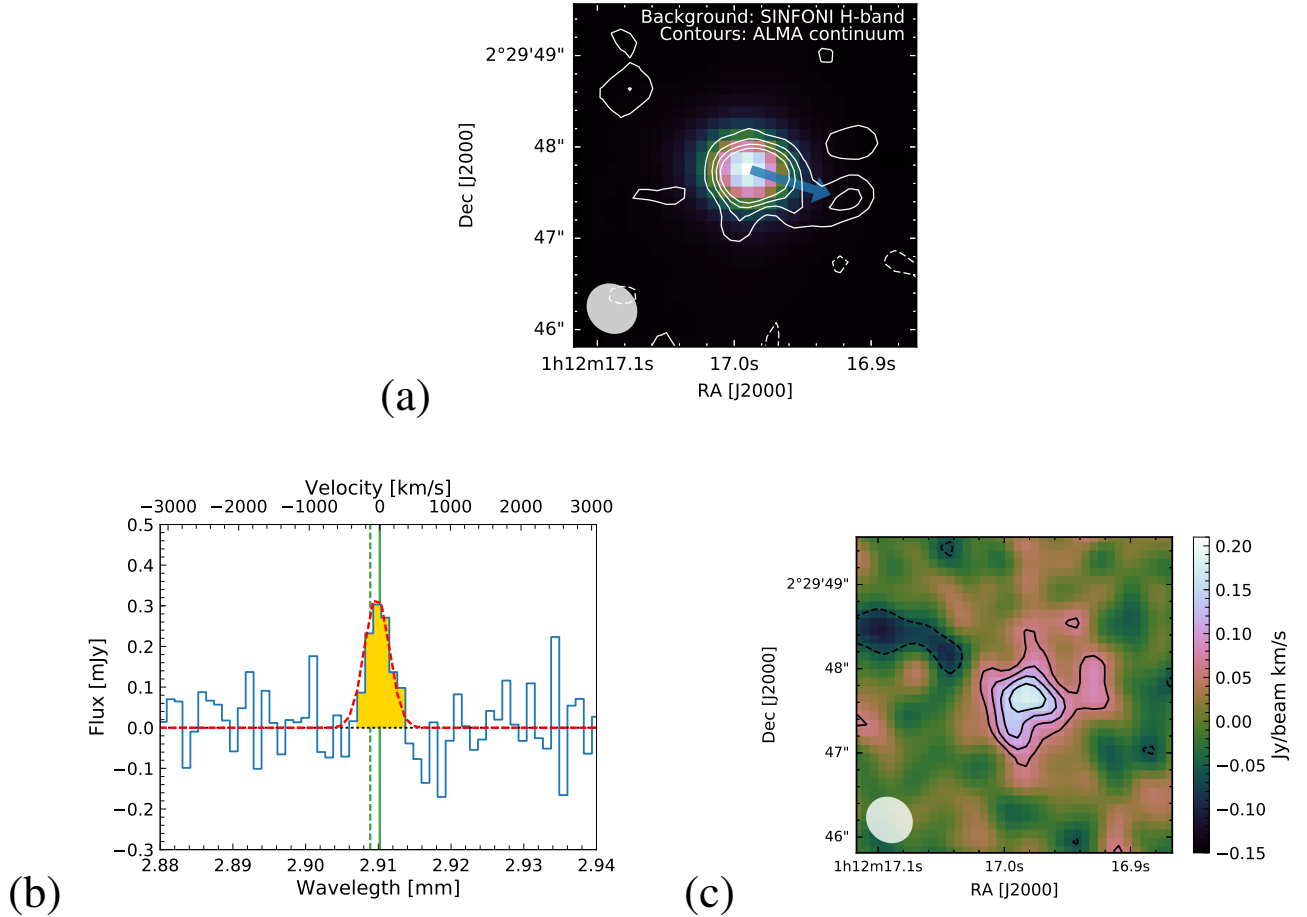 Background: SINFONI H-band
Contours: ALMA continuum
2°29'49"
48"
47"
46"
Dec [J2000]
1h12m17.1s 17.0s 16.9s
RA [J2000]
(a)
Velocity [km/s]
−3000 −2000 −1000 0 1000 2000 3000
0.5
0.4
0.3
0.2
0.1
0.0
−0.1
−0.2
−0.3
Flux [mJy]
2.88 2.89 2.90 2.91 2.92 2.93 2.94
Wavelegth [mm]
(b)
2°29'49"
48"
47"
46"
Dec [J2000]
1h12m17.1s 17.0s 16.9s
RA [J2000]
0.20
0.15
0.10
0.05
0.00
−0.05
−0.10
−0.15
Jy/beam km/s
(c)